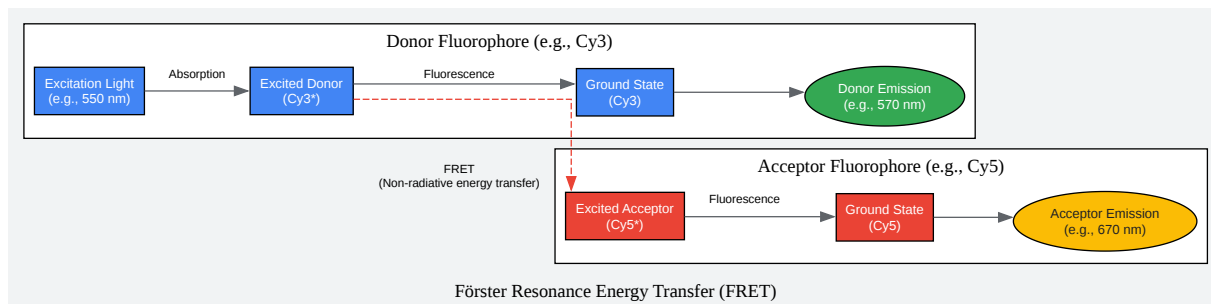 Donor Fluorophore (e.g., Cy3)
Excitation Light
(e.g., 550 nm)
Absorption
Excited Donor
(Cy3*)
Fluorescence
Ground State
(Cy3)
Donor Emission
(e.g., 570 nm)
FRET
(Non-radiative energy transfer)
Acceptor Fluorophore (e.g., Cy5)
Excited Acceptor
(Cy5*)
Fluorescence
Ground State
(Cy5)
Acceptor Emission
(e.g., 670 nm)
Förster Resonance Energy Transfer (FRET)